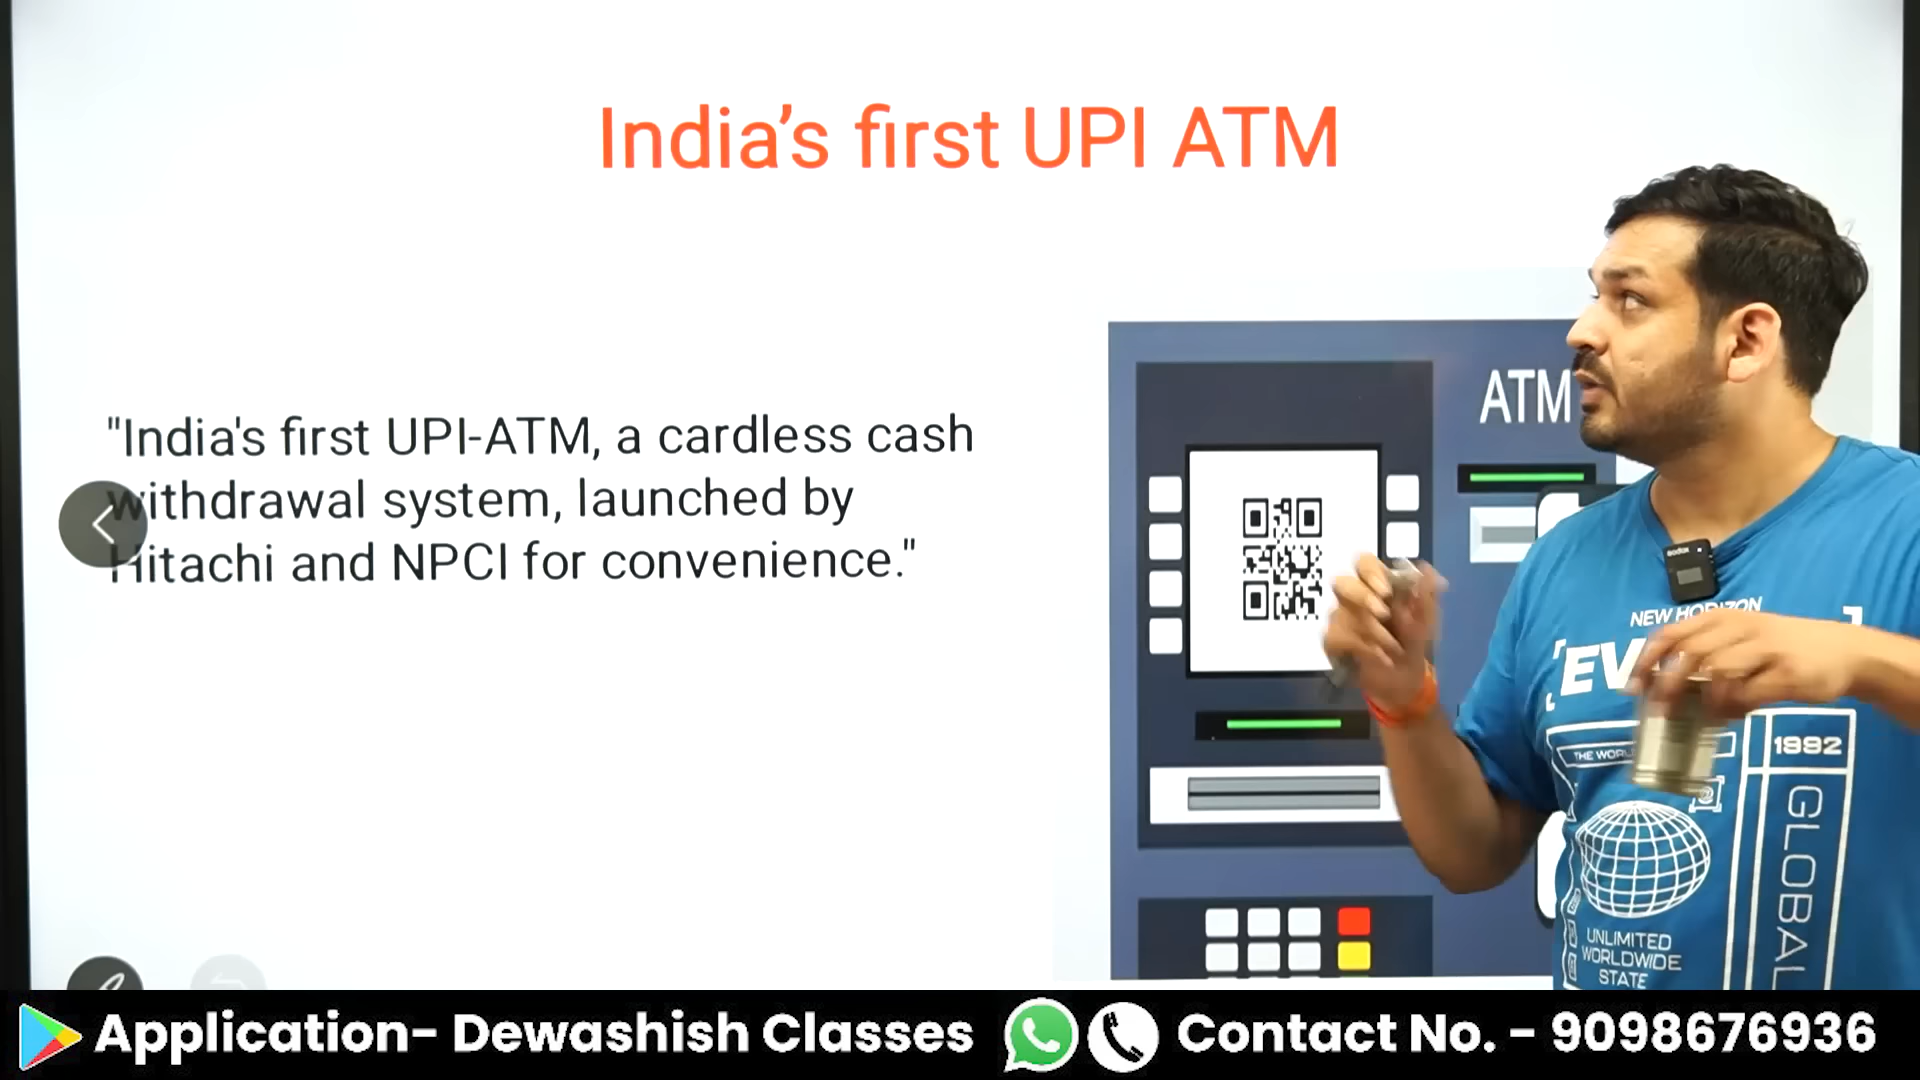 India's first UPI ATM
"India's first UPI-ATM, a cardless cash
withdrawal system, launched by
Hitachi and NPCI for convenience."
ATM
NEW HORIZON
THE
1992
GLOBAL
UNLIMITED
WORLDWIDE
STATE
Application- Dewashish Classes
Contact No. - 9098676936